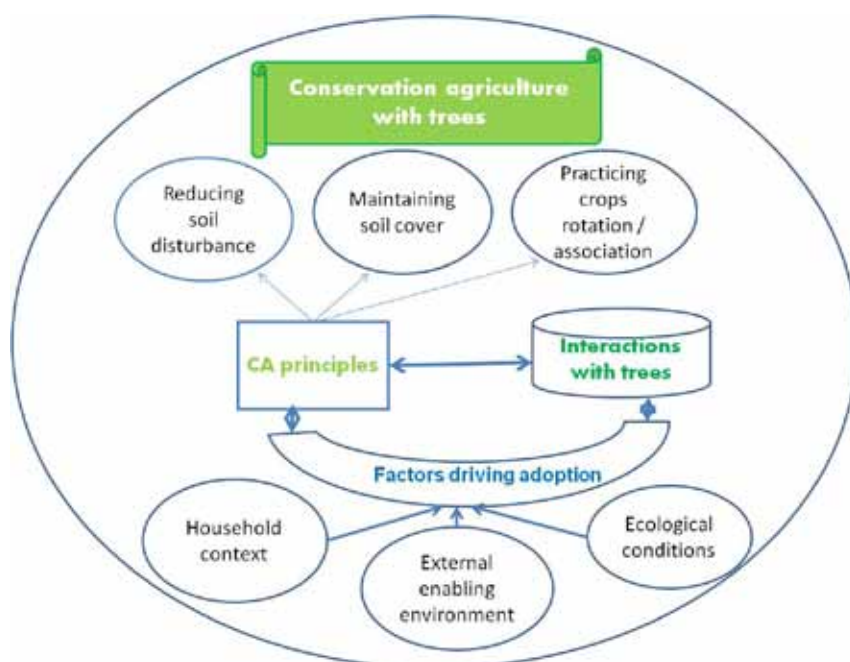 Conservation agriculture
with trees
Reducing
soil
disturbance
Maintaining
soil cover
Practicing
crops
rotation /
association
CA principles
Interactions
with trees
Factors driving adoption
Household
context
External
enabling
environment
Ecological
conditions